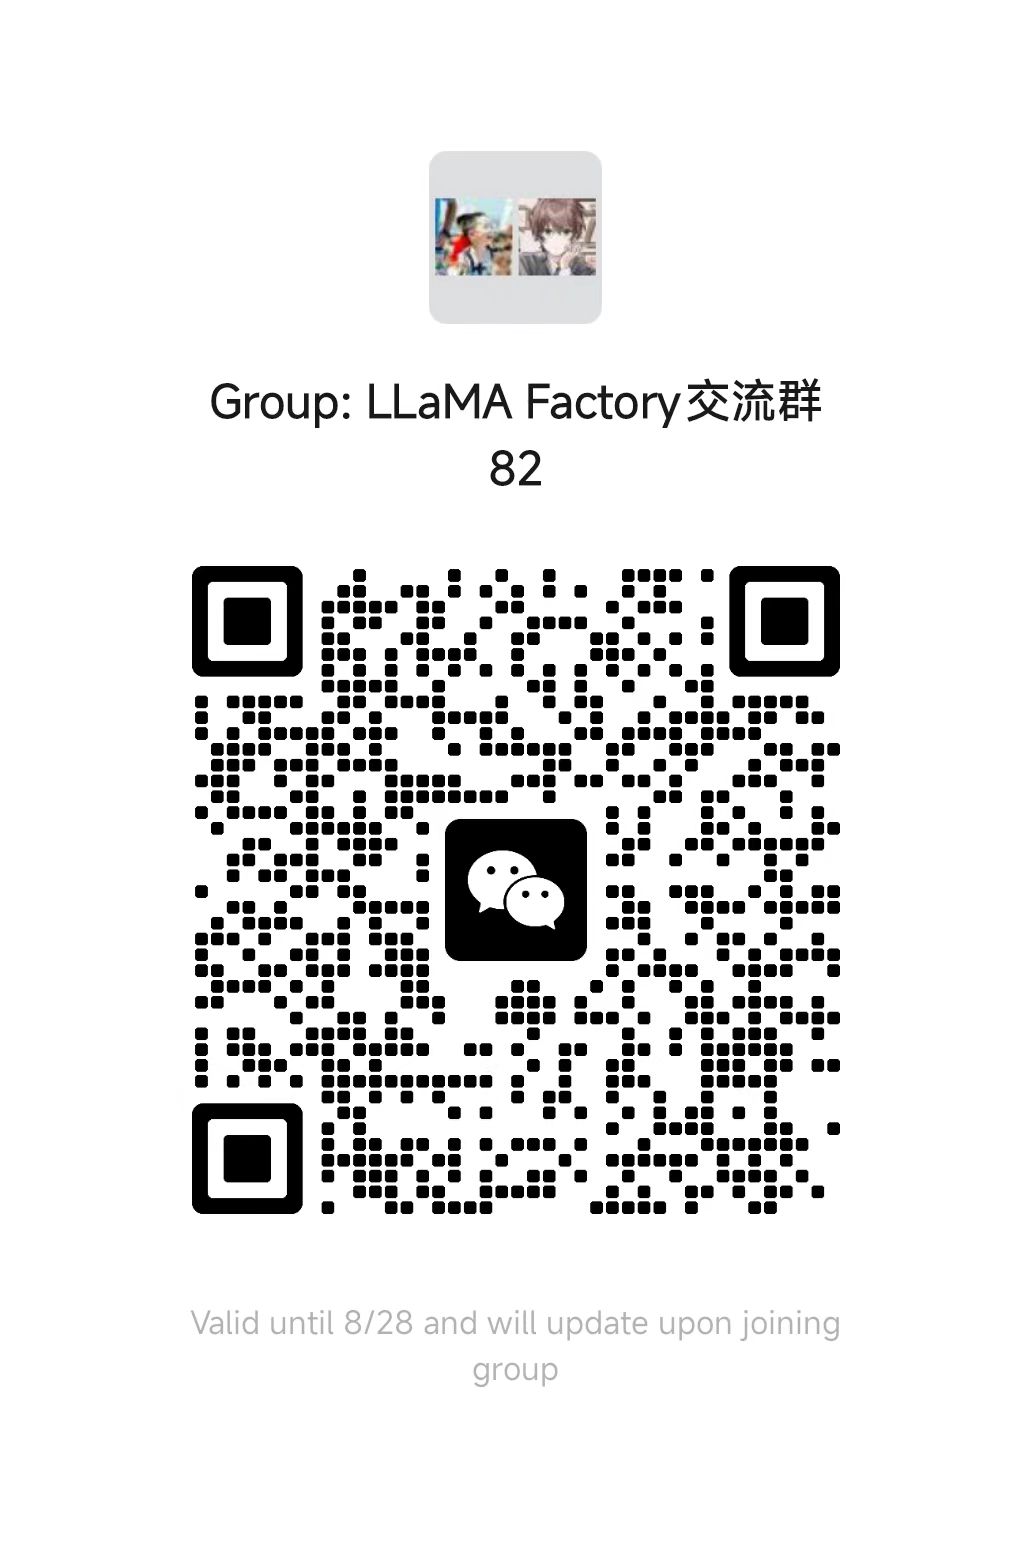 Group: LLaMA Factory交流群
82
Valid until 8/28 and will update upon joining
group